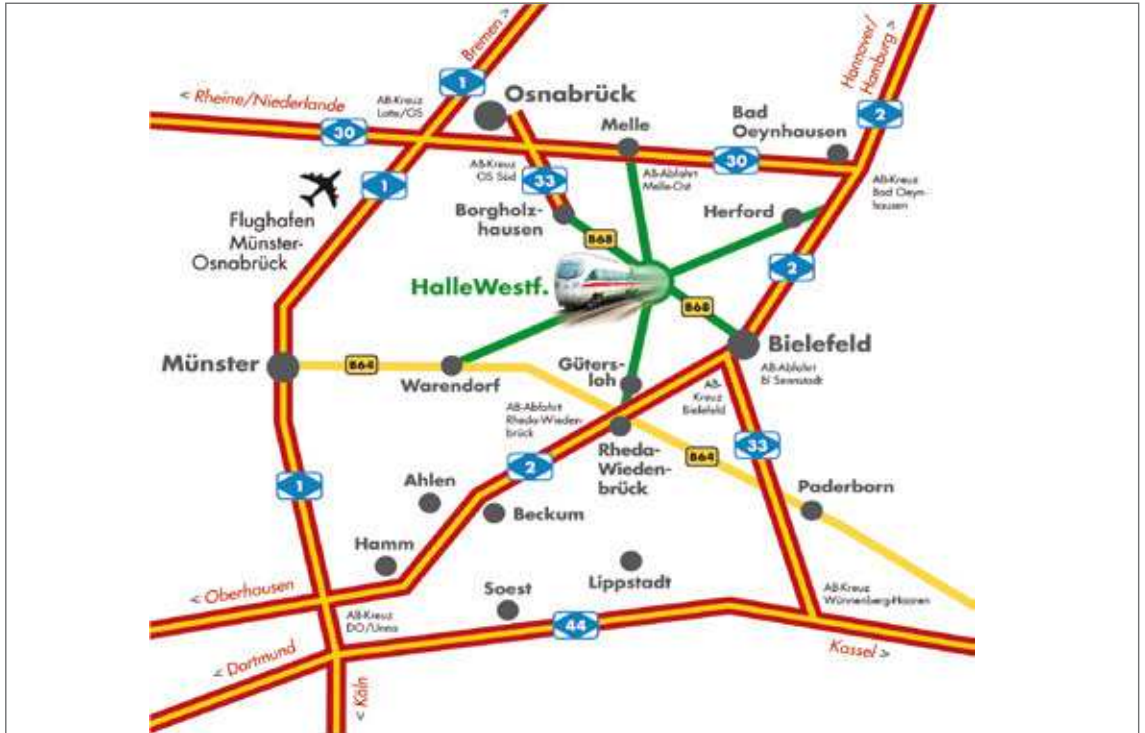 Bremen >
Hannover/
Hamburg >
1
2
< Rheine/Niederlande
AB-Kreuz
Lotte/OS
Osnabrück
Melle
Bad
Oeynhausen
30
30
AB-Kreuz
OS Süd
33
AB-Abfahrt
Melle-Ost
AB-Kreuz
Bad Oeyn-
hausen
1
Flughafen
Münster-
Osnabrück
Borgholz-
hausen
Herford
B68
2
HalleWestf.
B68
Münster
B64
Warendorf
Güters-
loh
Bielefeld
AB-Abfahrt
BI Sennstadt
AB-
Kreuz
Bielefeld
AB-Abfahrt
Rheda-Wieden-
brück
33
2
Rheda-
Wieden-
brück
B64
1
Ahlen
Beckum
Paderborn
Hamm
Soest
Lippstadt
< Oberhausen
AB-Kreuz
DO/Unna
AB-Kreuz
Wünnenberg-Haaren
44
< Dortmund
Kassel >
< Köln